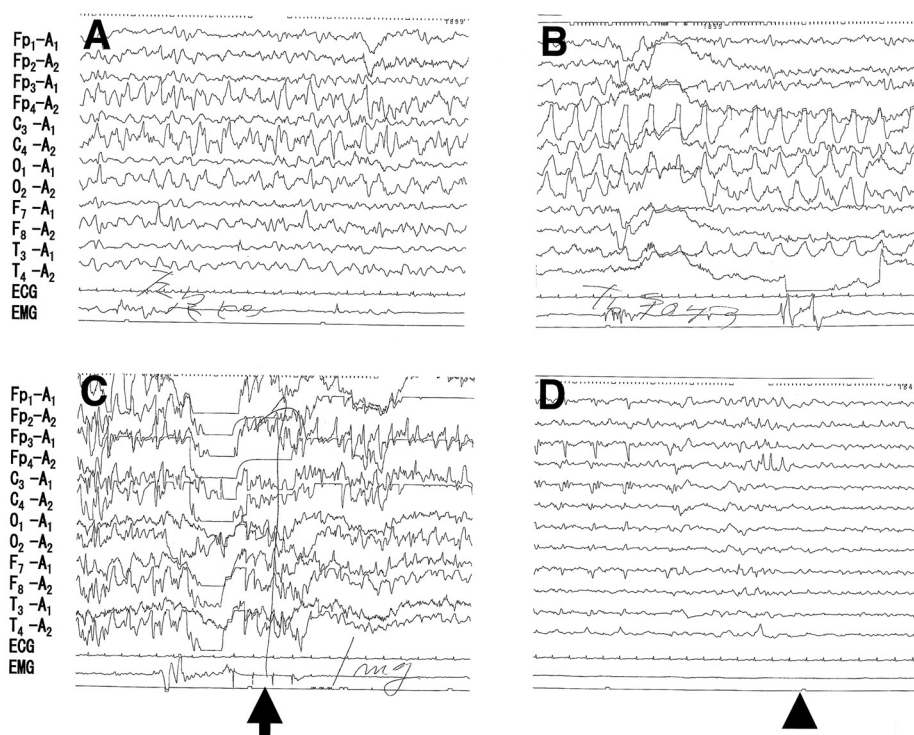 A
Fp₁-A₁
Fp₂-A₂
Fp₃-A₁
Fp₄-A₂
C₃-A₁
C₄-A₂
O₁-A₁
O₂-A₂
F₇-A₁
F₈-A₂
T₃-A₁
T₄-A₂
ECG
EMG
B
C
Fp₁-A₁
Fp₂-A₂
Fp₃-A₁
Fp₄-A₂
C₃-A₁
C₄-A₂
O₁-A₁
O₂-A₂
F₇-A₁
F₈-A₂
T₃-A₁
T₄-A₂
ECG
EMG
1 mg
D